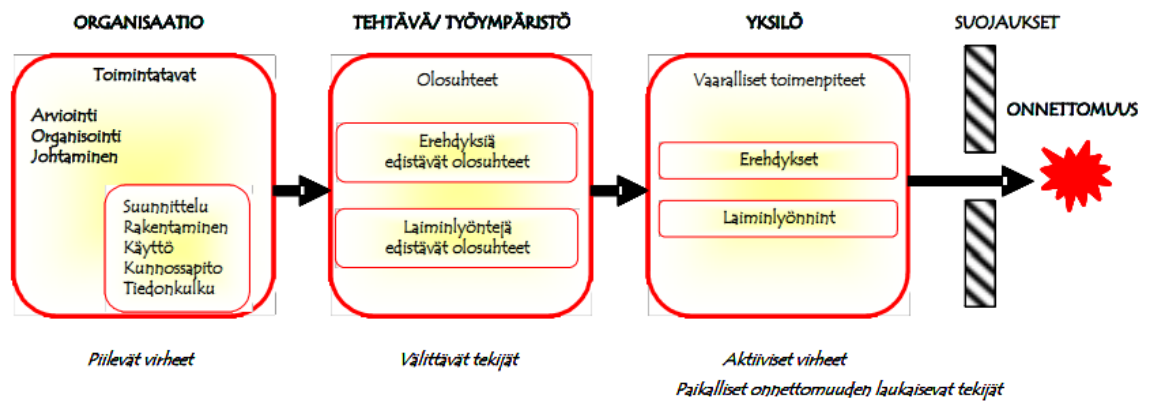 ORGANISAATIO
TEHTÄVÄ/ TYÖYMPÄRISTÖ
YKSILÖ
SUOJAUKSET
Toimintatavat
Arviointi
Organisointi
Johtaminen
Suunnittelu
Rakentaminen
Käyttö
Kunnossapito
Tiedonkulku
Olosuhteet
Erehdyksiä
edistävät olosuhteet
Laiminlyöntejä
edistävät olosuhteet
Vaaralliset toimenpiteet
Erehdykset
Laiminlyönnint
ONNETTOMUUS
Piilevät virheet
Välittävät tekijät
Aktiiviset virheet
Paikalliset onnettomuuden laukaisevat tekijät